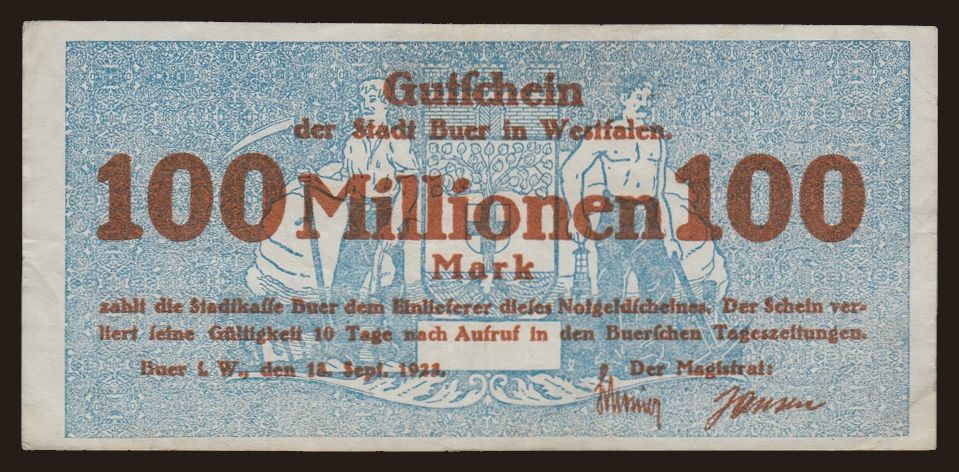 Gutschein
der Stadt Buer in Westfalen.
100 Millionen 100
Mark
zahlt die Stadtkasse Buer dem Einlieferer dieses Notgeldscheines. Der Schein ver-
liert seine Gültigkeit 10 Tage nach Aufruf in den Buerschen Tageszeitungen.
Buer i. W., den Sept. 1923. Der Magistrat:
Jansen